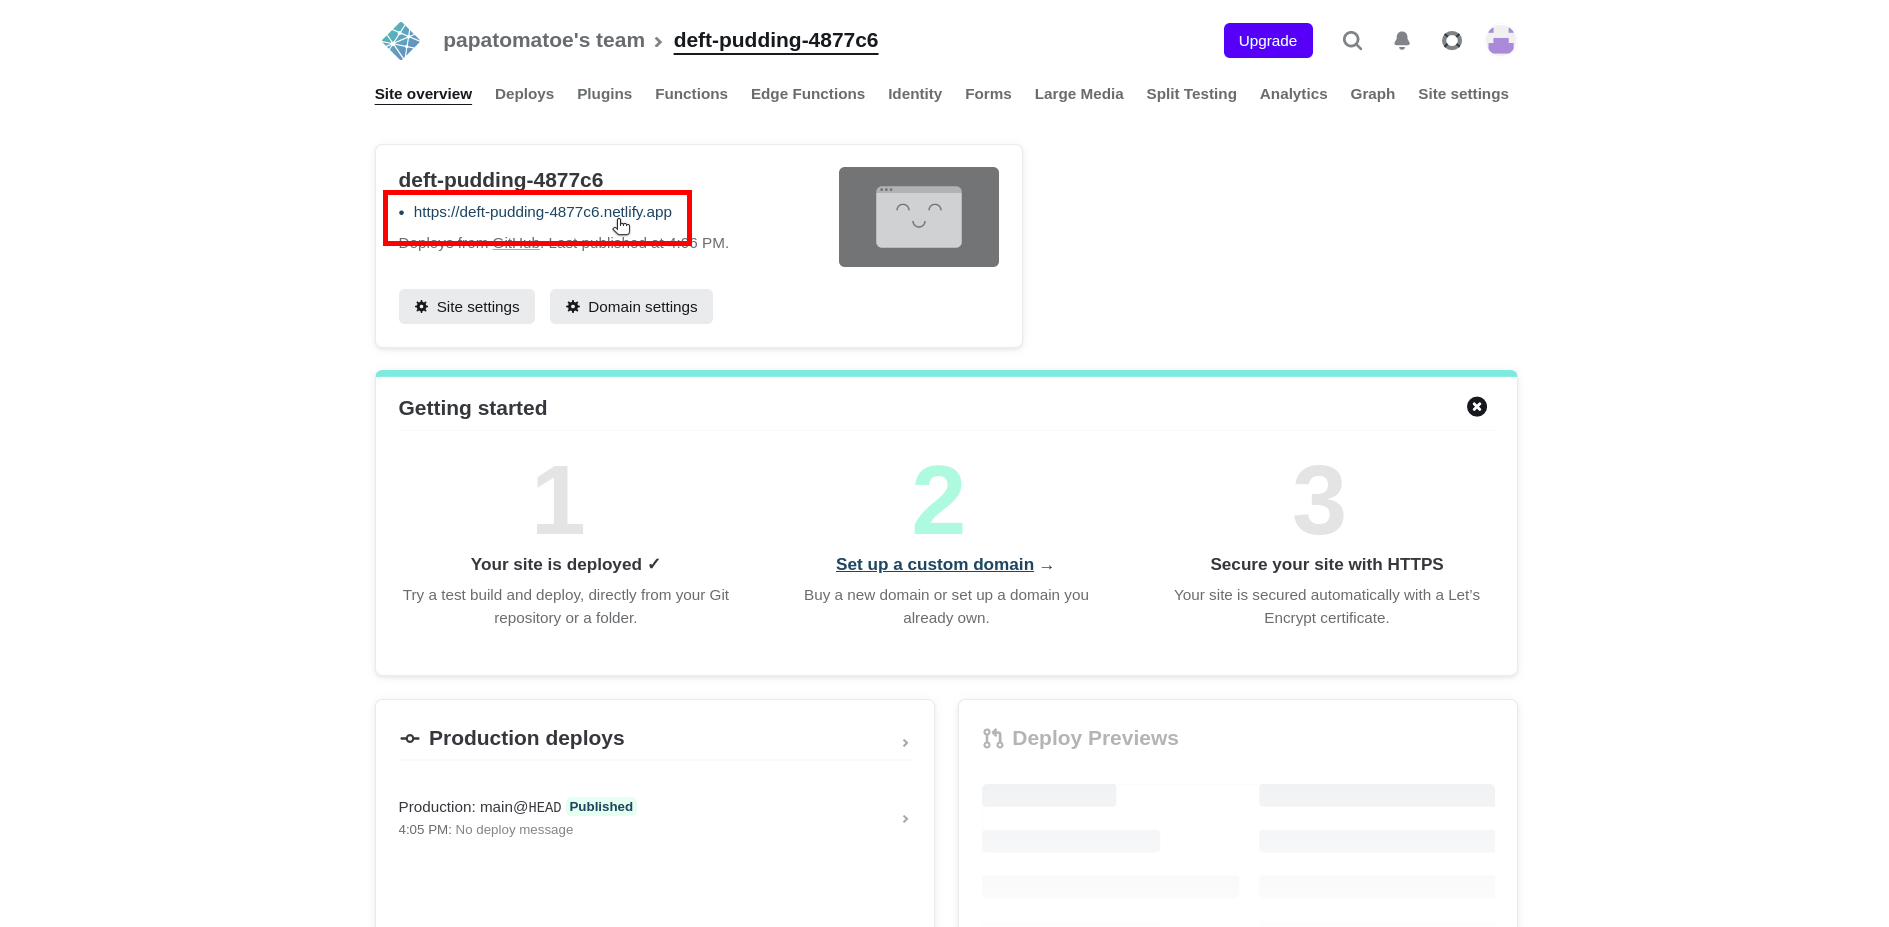 papatomatoe's team › deft-pudding-4877c6
Upgrade
Site overview Deploys Plugins Functions Edge Functions Identity Forms Large Media Split Testing Analytics Graph Site settings
deft-pudding-4877c6
• https://deft-pudding-4877c6.netlify.app
Deploys from GitHub. Last published at 4:06 PM.
Site settings Domain settings
Getting started
1
Your site is deployed ✓
Try a test build and deploy, directly from your Git
repository or a folder.
2
Set up a custom domain →
Buy a new domain or set up a domain you
already own.
3
Secure your site with HTTPS
Your site is secured automatically with a Let’s
Encrypt certificate.
Production deploys
Production: main@HEAD Published
4:05 PM: No deploy message
Deploy Previews